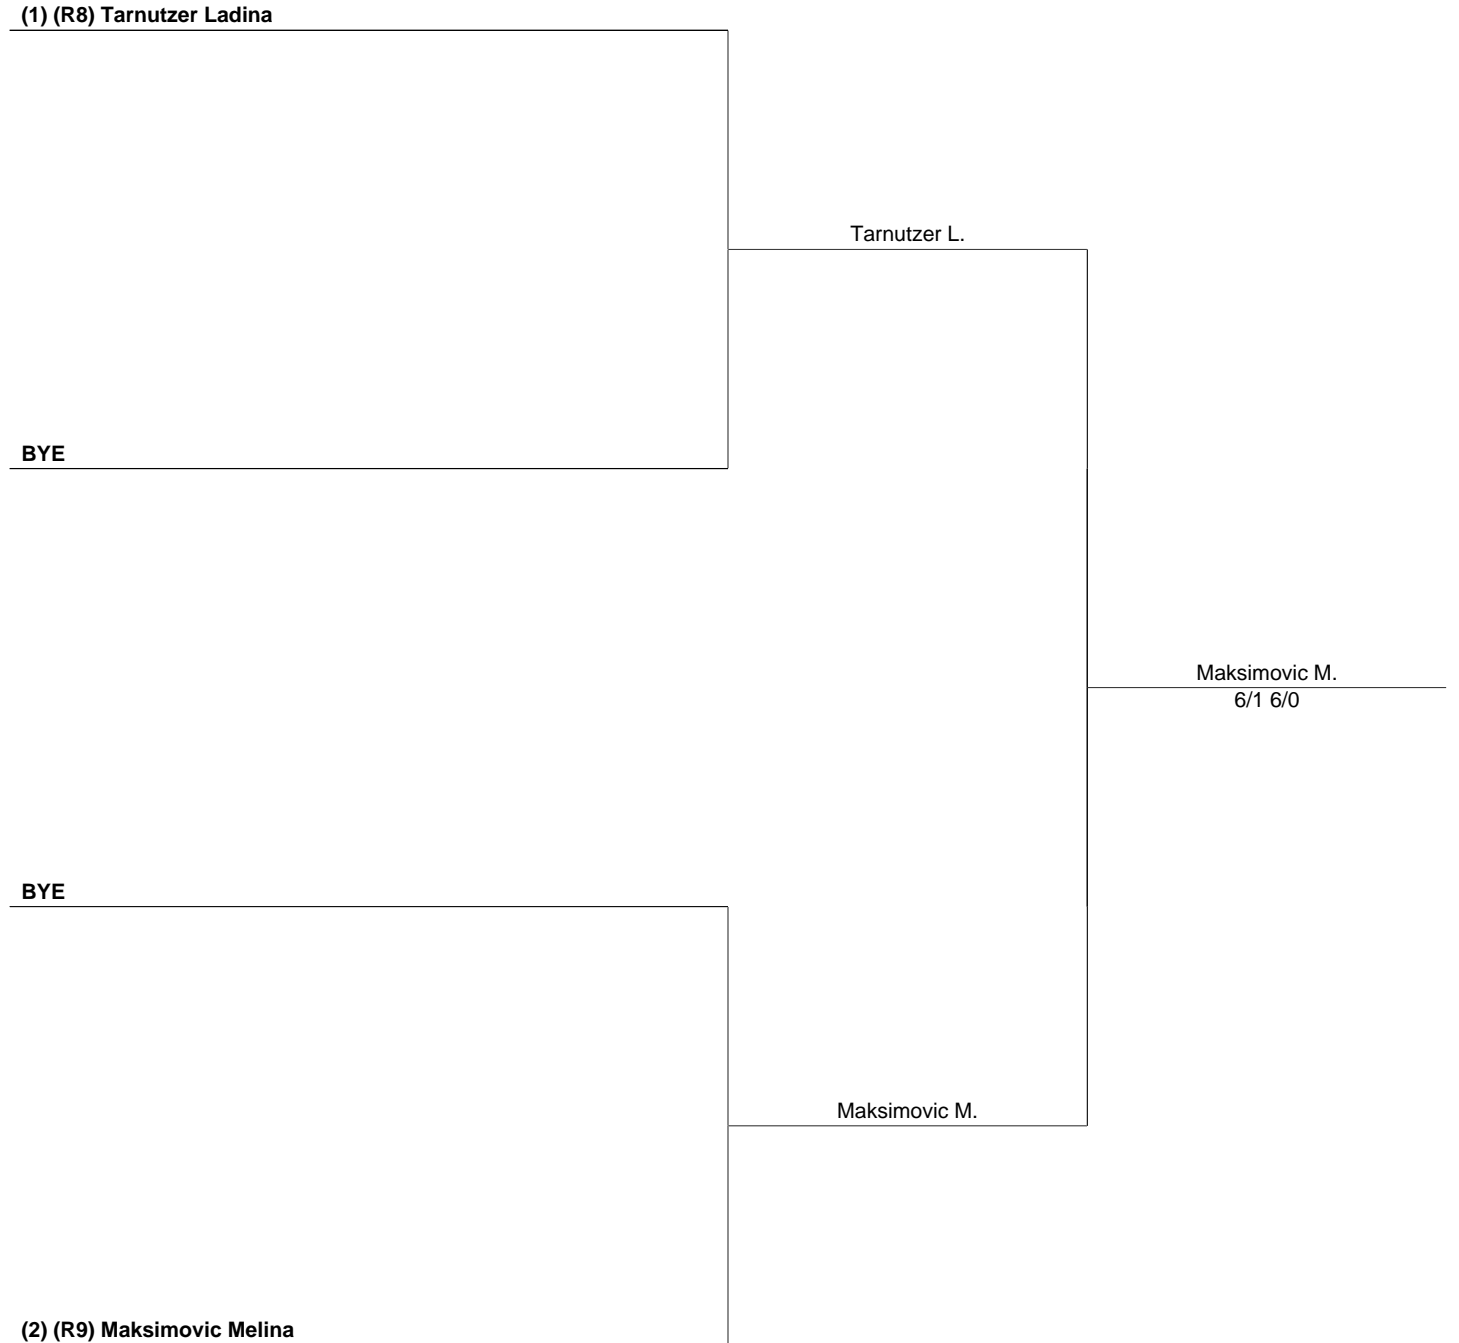 (1) (R8) Tarnutzer Ladina
Tarnutzer L.
BYE
Maksimovic M.
6/1 6/0
BYE
Maksimovic M.
(2) (R9) Maksimovic Melina